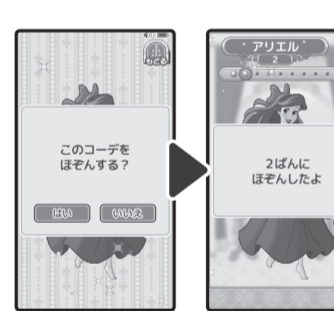 もどる
このコーデを
ほぞんする？
はい
いいえ
アリエル
2
2ばんに
ほぞんしたよ